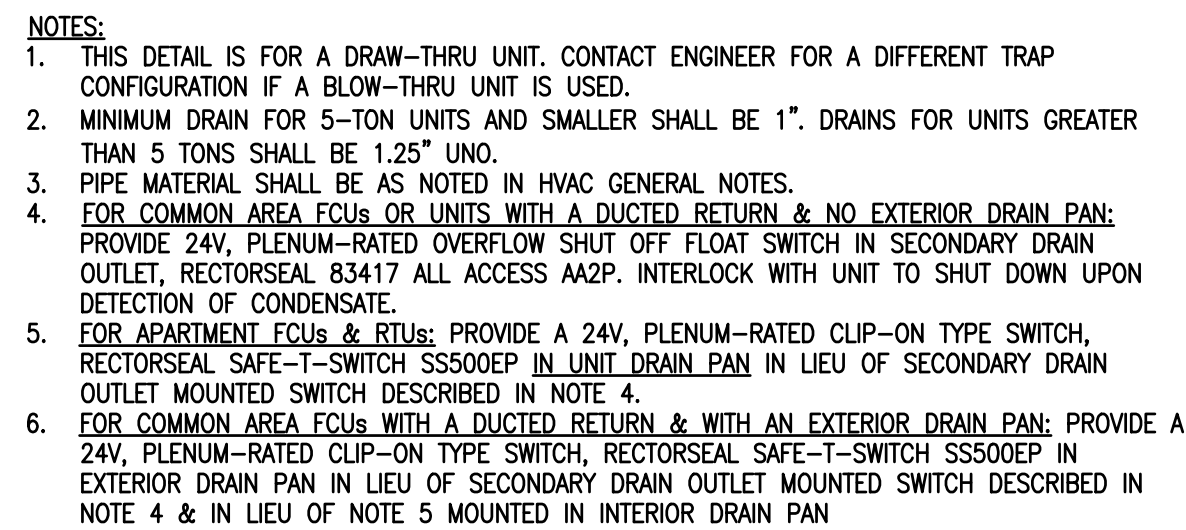 NOTES:
1. THIS DETAIL IS FOR A DRAW-THRU UNIT. CONTACT ENGINEER FOR A DIFFERENT TRAP
CONFIGURATION IF A BLOW-THRU UNIT IS USED.
2. MINIMUM DRAIN FOR 5-TON UNITS AND SMALLER SHALL BE 1". DRAINS FOR UNITS GREATER
THAN 5 TONS SHALL BE 1.25" UNO.
3. PIPE MATERIAL SHALL BE AS NOTED IN HVAC GENERAL NOTES.
4. FOR COMMON AREA FCUs OR UNITS WITH A DUCTED RETURN & NO EXTERIOR DRAIN PAN:
PROVIDE 24V, PLENUM-RATED OVERFLOW SHUT OFF FLOAT SWITCH IN SECONDARY DRAIN
OUTLET, RECTORSEAL 83417 ALL ACCESS AA2P. INTERLOCK WITH UNIT TO SHUT DOWN UPON
DETECTION OF CONDENSATE.
5. FOR APARTMENT FCUs & RTUs: PROVIDE A 24V, PLENUM-RATED CLIP-ON TYPE SWITCH,
RECTORSEAL SAFE-T-SWITCH SS500EP IN UNIT DRAIN PAN IN LIEU OF SECONDARY DRAIN
OUTLET MOUNTED SWITCH DESCRIBED IN NOTE 4.
6. FOR COMMON AREA FCUs WITH A DUCTED RETURN & WITH AN EXTERIOR DRAIN PAN: PROVIDE A
24V, PLENUM-RATED CLIP-ON TYPE SWITCH, RECTORSEAL SAFE-T-SWITCH SS500EP IN
EXTERIOR DRAIN PAN IN LIEU OF SECONDARY DRAIN OUTLET MOUNTED SWITCH DESCRIBED IN
NOTE 4 & IN LIEU OF NOTE 5 MOUNTED IN INTERIOR DRAIN PAN